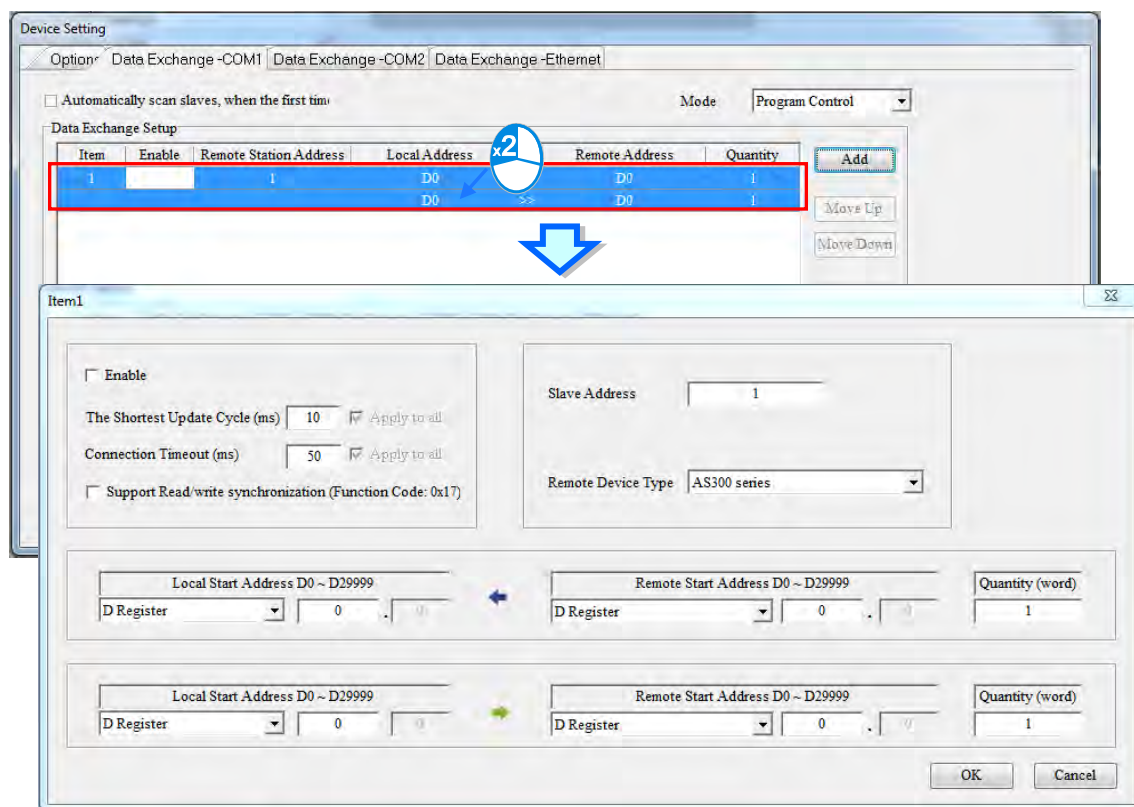 Device Setting
Options Data Exchange -COM1 Data Exchange -COM2 Data Exchange -Ethernet
Automatically scan slaves, when the first time Mode Program Control
Data Exchange Setup
Item Enable Remote Station Address Local Address x2 Remote Address Quantity Add
1 1 D0 D0 1
D0 >> D0 1 Move Up
Move Down
Item1
Enable
Slave Address 1
The Shortest Update Cycle (ms) 10 Apply to all
Connection Timeout (ms) 50 Apply to all
Support Read/write synchronization (Function Code: 0x17)
Remote Device Type AS300 series
Local Start Address D0 ~ D29999 Remote Start Address D0 ~ D29999 Quantity (word)
D Register 0 . 0 D Register 0 . 0 1
Local Start Address D0 ~ D29999 Remote Start Address D0 ~ D29999 Quantity (word)
D Register 0 0 D Register 0 . 0 1
OK Cancel